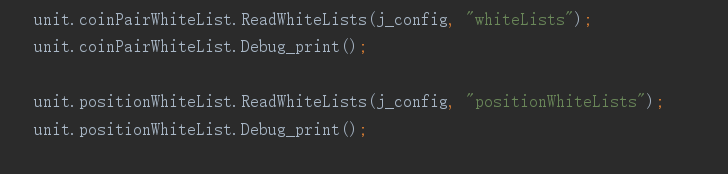 unit.coinPairWhiteList.ReadWhiteLists(j_config, "whiteLists");
unit.coinPairWhiteList.Debug_print();
unit.positionWhiteList.ReadWhiteLists(j_config, "positionWhiteLists");
unit.positionWhiteList.Debug_print();